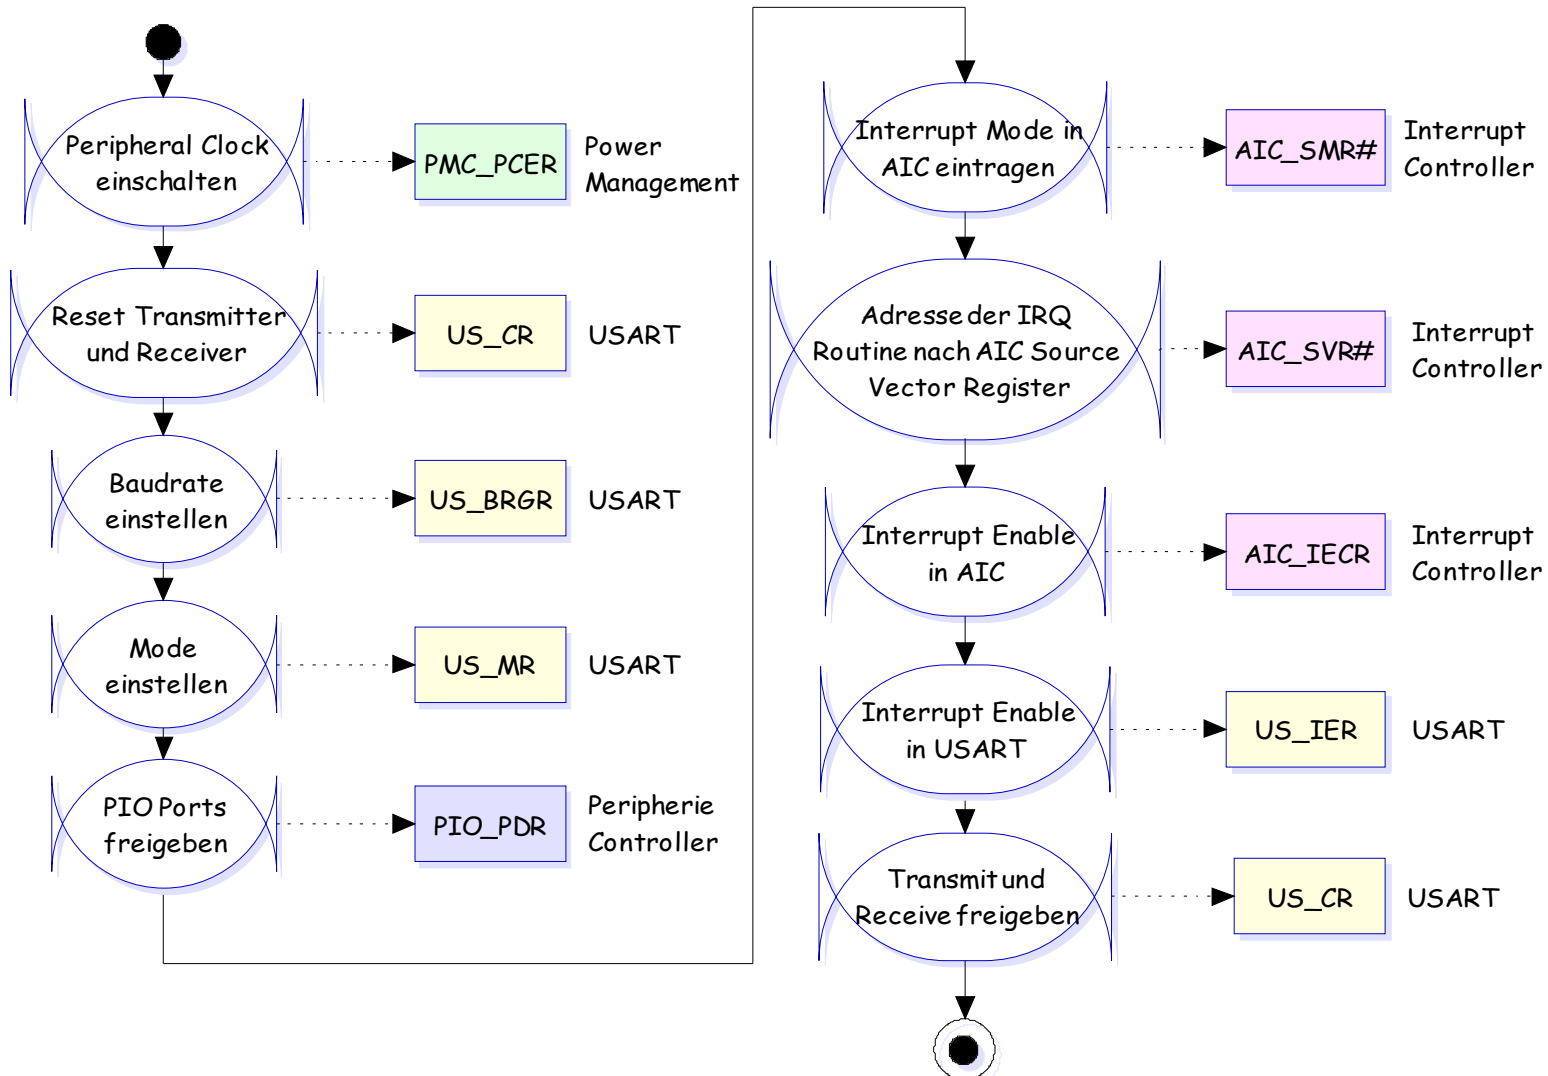 Peripheral Clock
einschalten
PMC_PCER
Power
Management
Reset Transmitter
und Receiver
US_CR
USART
Baudrate
einstellen
US_BRGR
USART
Mode
einstellen
US_MR
USART
PIO Ports
freigeben
PIO_PDR
Peripherie
Controller
Interrupt Mode in
AIC eintragen
AIC_SMR#
Interrupt
Controller
Adresse der IRQ
Routine nach AIC Source
Vector Register
AIC_SVR#
Interrupt
Controller
Interrupt Enable
in AIC
AIC_IECR
Interrupt
Controller
Interrupt Enable
in USART
US_IER
USART
Transmit und
Receive freigeben
US_CR
USART